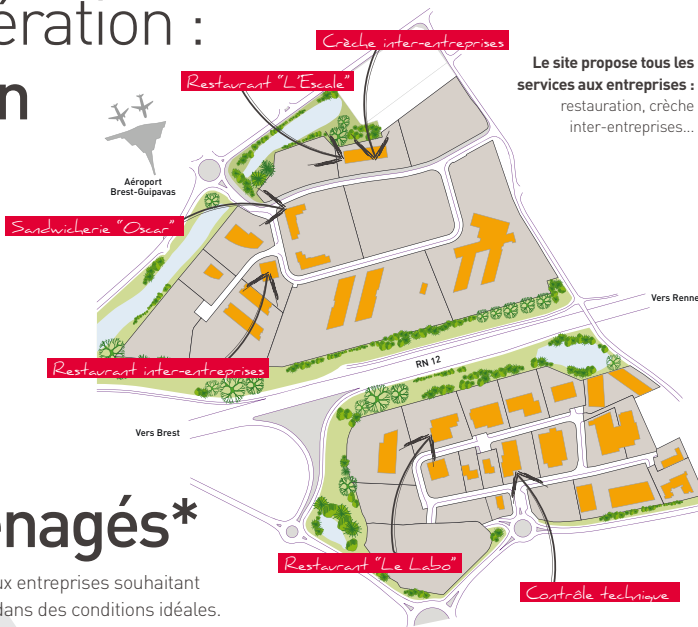 ération :
n
Crèche inter-entreprises
Restaurant "L'Escale"
Le site propose tous les
services aux entreprises :
restauration, crèche
inter-entreprises...
Aéroport
Brest-Guipavas
Sandwicherie "Oscar"
Vers Renne
RN 12
Restaurant inter-entreprises
Vers Brest
enagés*
ux entreprises souhaitant
dans des conditions idéales.
Restaurant "Le Labo"
Contrôle technique